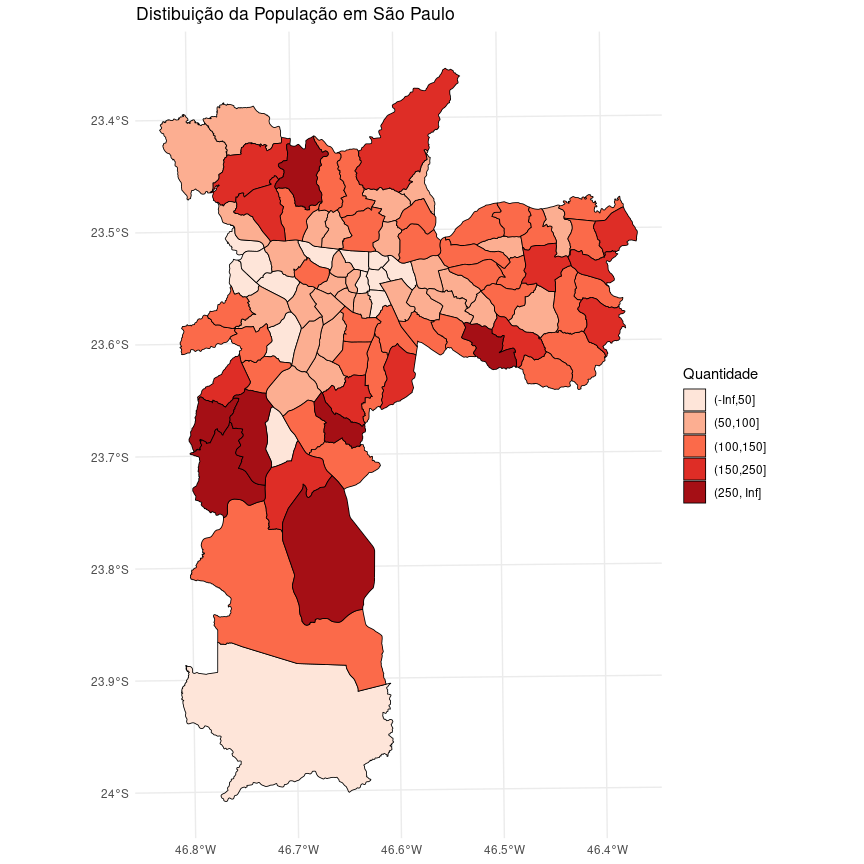 Distibuição da População em São Paulo
23.4°S
23.5°S
23.6°S
23.7°S
23.8°S
23.9°S
24°S
46.8°W
46.7°W
46.6°W
46.5°W
46.4°W
Quantidade
(-Inf,50]
(50,100]
(100,150]
(150,250]
(250, Inf]